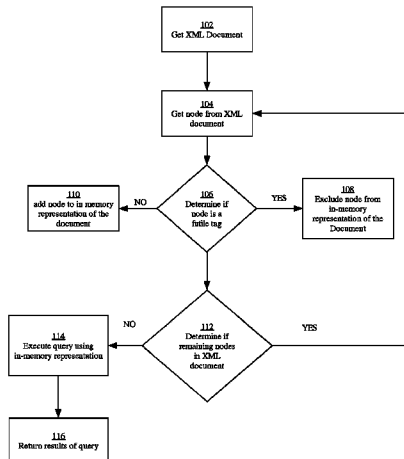 102
Get XML Document
104
Get node from XML
document
106
Determine if
node is a
futile tag
NO
YES
110
add node to in memory
representation of the
document
108
Exclude node from
in-memory
representation of the
Document
112
Determine if
remaining nodes
in XML
document
NO
YES
114
Execute query using
in-memory representation
116
Return results of query